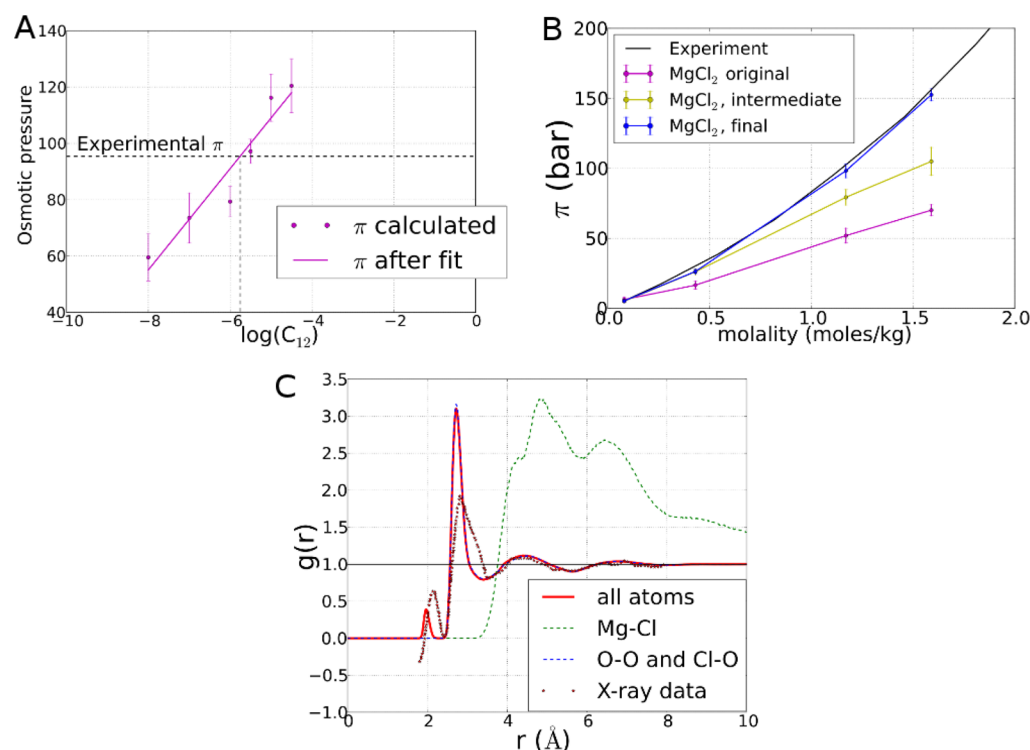 A
Osmotic pressure
140
120
100
80
60
40
Experimental π
π calculated
π after fit
−10
−8
−6
−4
−2
0
log(C₁₂)
B
π (bar)
200
150
100
50
0
Experiment
MgCl₂ original
MgCl₂, intermediate
MgCl₂, final
0.0
0.5
1.0
1.5
2.0
molality (moles/kg)
C
g(r)
3.5
3.0
2.5
2.0
1.5
1.0
0.5
0.0
−0.5
−1.0
all atoms
Mg-Cl
O-O and Cl-O
X-ray data
0
2
4
6
8
10
r (Å)